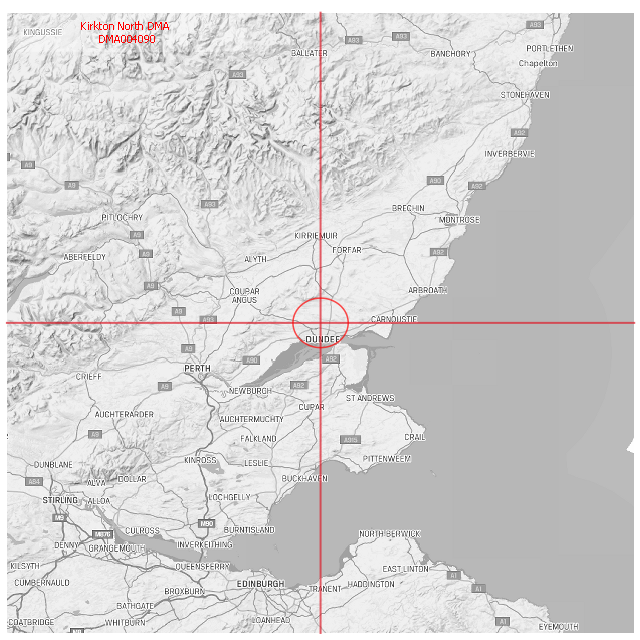 Kirkton North DMA
DMA004090
KINGUSSIE
A93
PORTLETHEN
A93
A93
BALLATER
BANCHORY
Chapelton
A93
STONEHAVEN
A92
INVERBERVIE
A9
A9
A90
A92
A93
BRECHIN
PITLOCHRY
MONTROSE
A9
KIRRIEMUIR
FORFAR
A9
A92
ABERFELDY
ALYTH
A9
COUPAR
ANGUS
ARBROATH
A9
A93
CARNOUSTIE
DUNDEE
A9
A90
A92
PERTH
CRIEFF
A9
NEWBURGH
A92
ST ANDREWS
AUCHTERARDER
CUPAR
AUCHTERMUCHTY
A9
FALKLAND
A915
CRAIL
DUNBLANE
KINROSS
LESLIE
PITTENWEEM
A84
ALVA
DOLLAR
BUCKHAVEN
STIRLING
ALLOA
LOCHGELLY
M9
M90
CULROSS
BURNTISLAND
M876
NORTH BERWICK
DENNY
GRANGEMOUTH
INVERKEITHING
KILSYTH
QUEENSFERRY
EAST LINTON
A1
CUMBERNAULD
EDINBURGH
HADDINGTON
BROXBURN
TRANENT
A1
BATHGATE
COATBRIDGE
WHITBURN
LOANHEAD
A1
EYEMOUTH